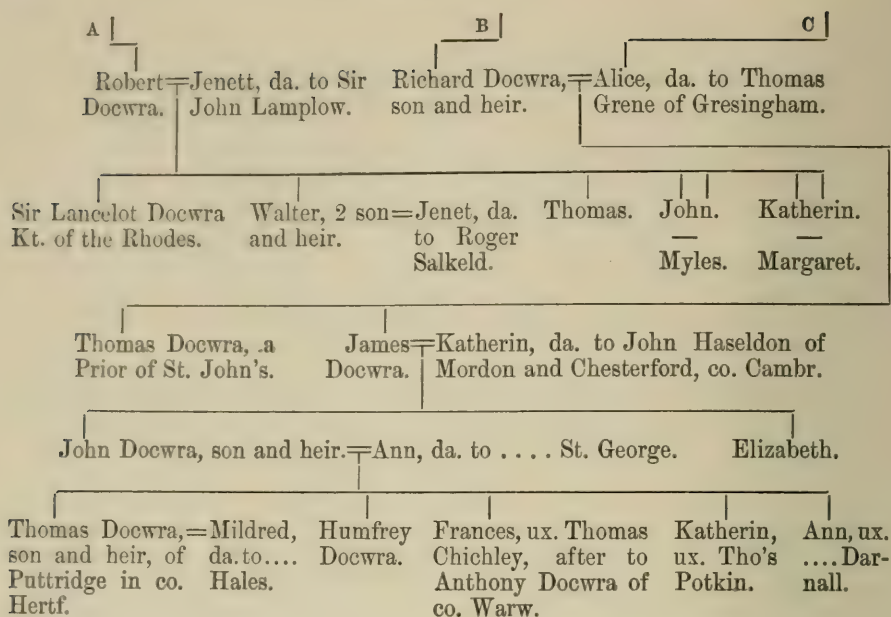 A B C
Robert=Jenett, da. to Sir Richard Docwra,=Alice, da. to Thomas
Docwra. John Lamplow. son and heir. Grene of Gresingham.
Sir Lancelot Docwra Walter, 2 son=Jenet, da. Thomas. John. Katherin.
Kt. of the Rhodes. and heir. to Roger — —
Salkeld. Myles. Margaret.
Thomas Docwra, .a James=Katherin, da. to John Haseldon of
Prior of St. John's. Docwra. Mordon and Chesterford, co. Cambr.
John Docwra, son and heir.=Ann, da. to .... St. George. Elizabeth.
Thomas Docwra,=Mildred, Humfrey Frances, ux. Thomas Katherin, Ann, ux.
son and heir, of da. to.... Docwra. Chichley, after to ux. Tho's ....Dar-
Puttridge in co. Hales. Anthony Docwra of Potkin. nall.
Hertf. co. Warw.